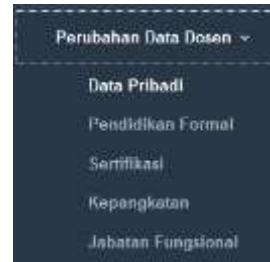 Perubahan Data Dosen
Data Pribadi
Pendidikan Formal
Sertifikasi
Kepangkatan
Jabatan Fungsional